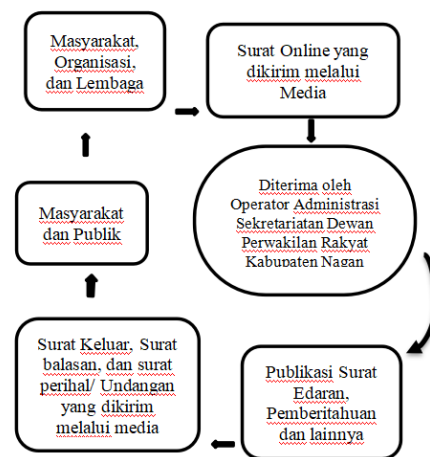 Masyarakat,
Organisasi,
dan Lembaga
Surat Online yang
dikirim melalui
Media
Diterima oleh
Operator Administrasi
Sekretariatan Dewan
Perwakilan Rakyat
Kabupaten Nagan
Publikasi Surat
Edaran,
Pemberitahuan
dan lainnya
Surat Keluar, Surat
balasan, dan surat
perihal/ Undangan
yang dikirim
melalui media
Masyarakat
dan Publik